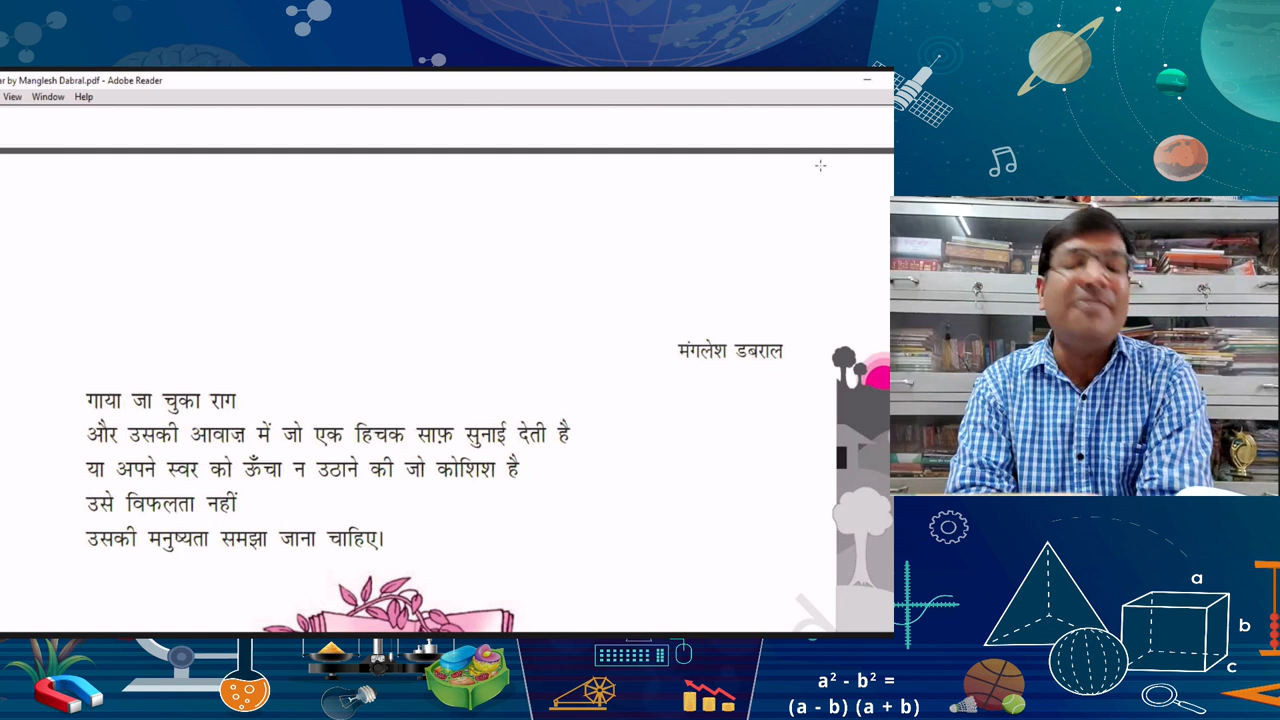 ar by Manglesh Dabral.pdf - Adobe Reader
View Window Help
मंगलेश डबराल
गाया जा चुका राग
और उसकी आवाज में जो एक हिचक साफ़ सुनाई देती है
या अपने स्वर को ऊँचा न उठाने की जो कोशिश है
उसे विफलता नहीं
उसकी मनुष्यता समझा जाना चाहिए।
d
a
b
c
a² - b² =
(a - b) (a + b)